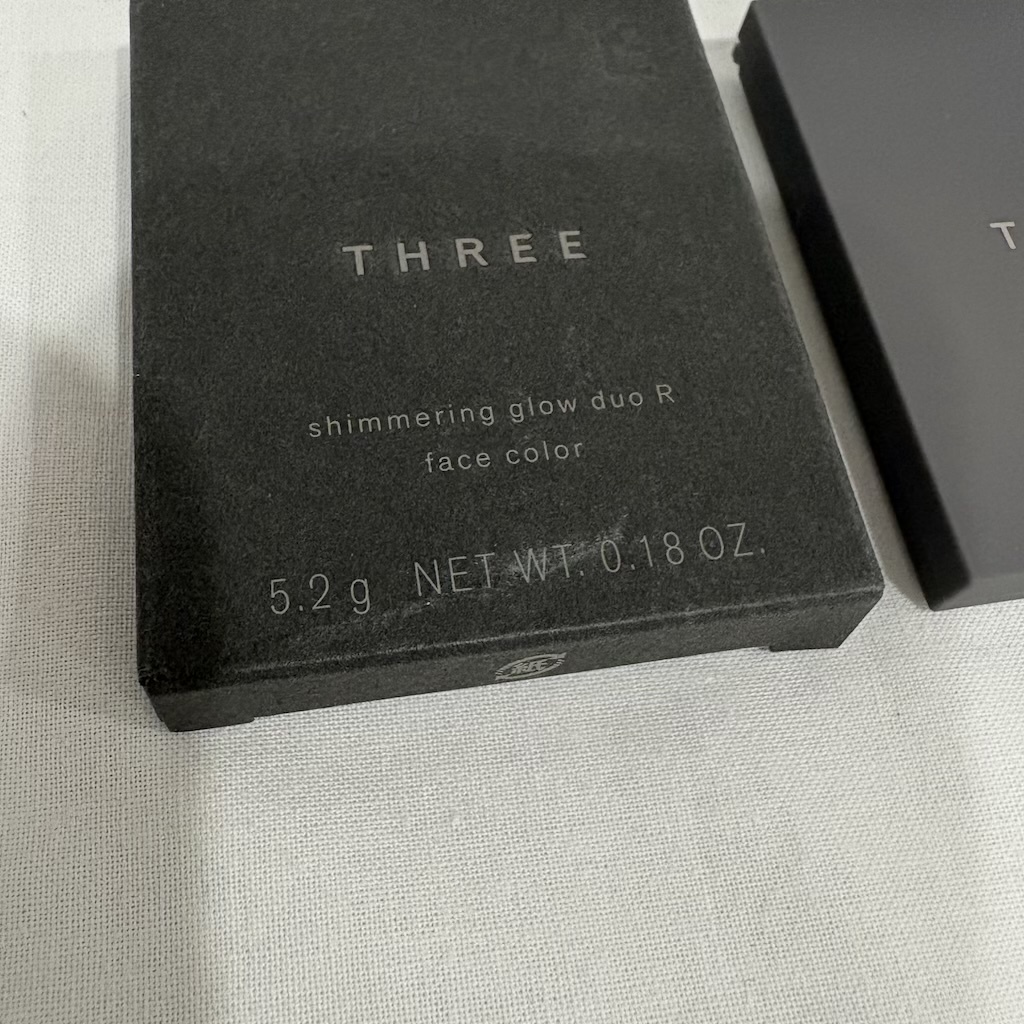 THREE
shimmering glow duo R
face color
5.2 g NET WT. 0.18 OZ.
T